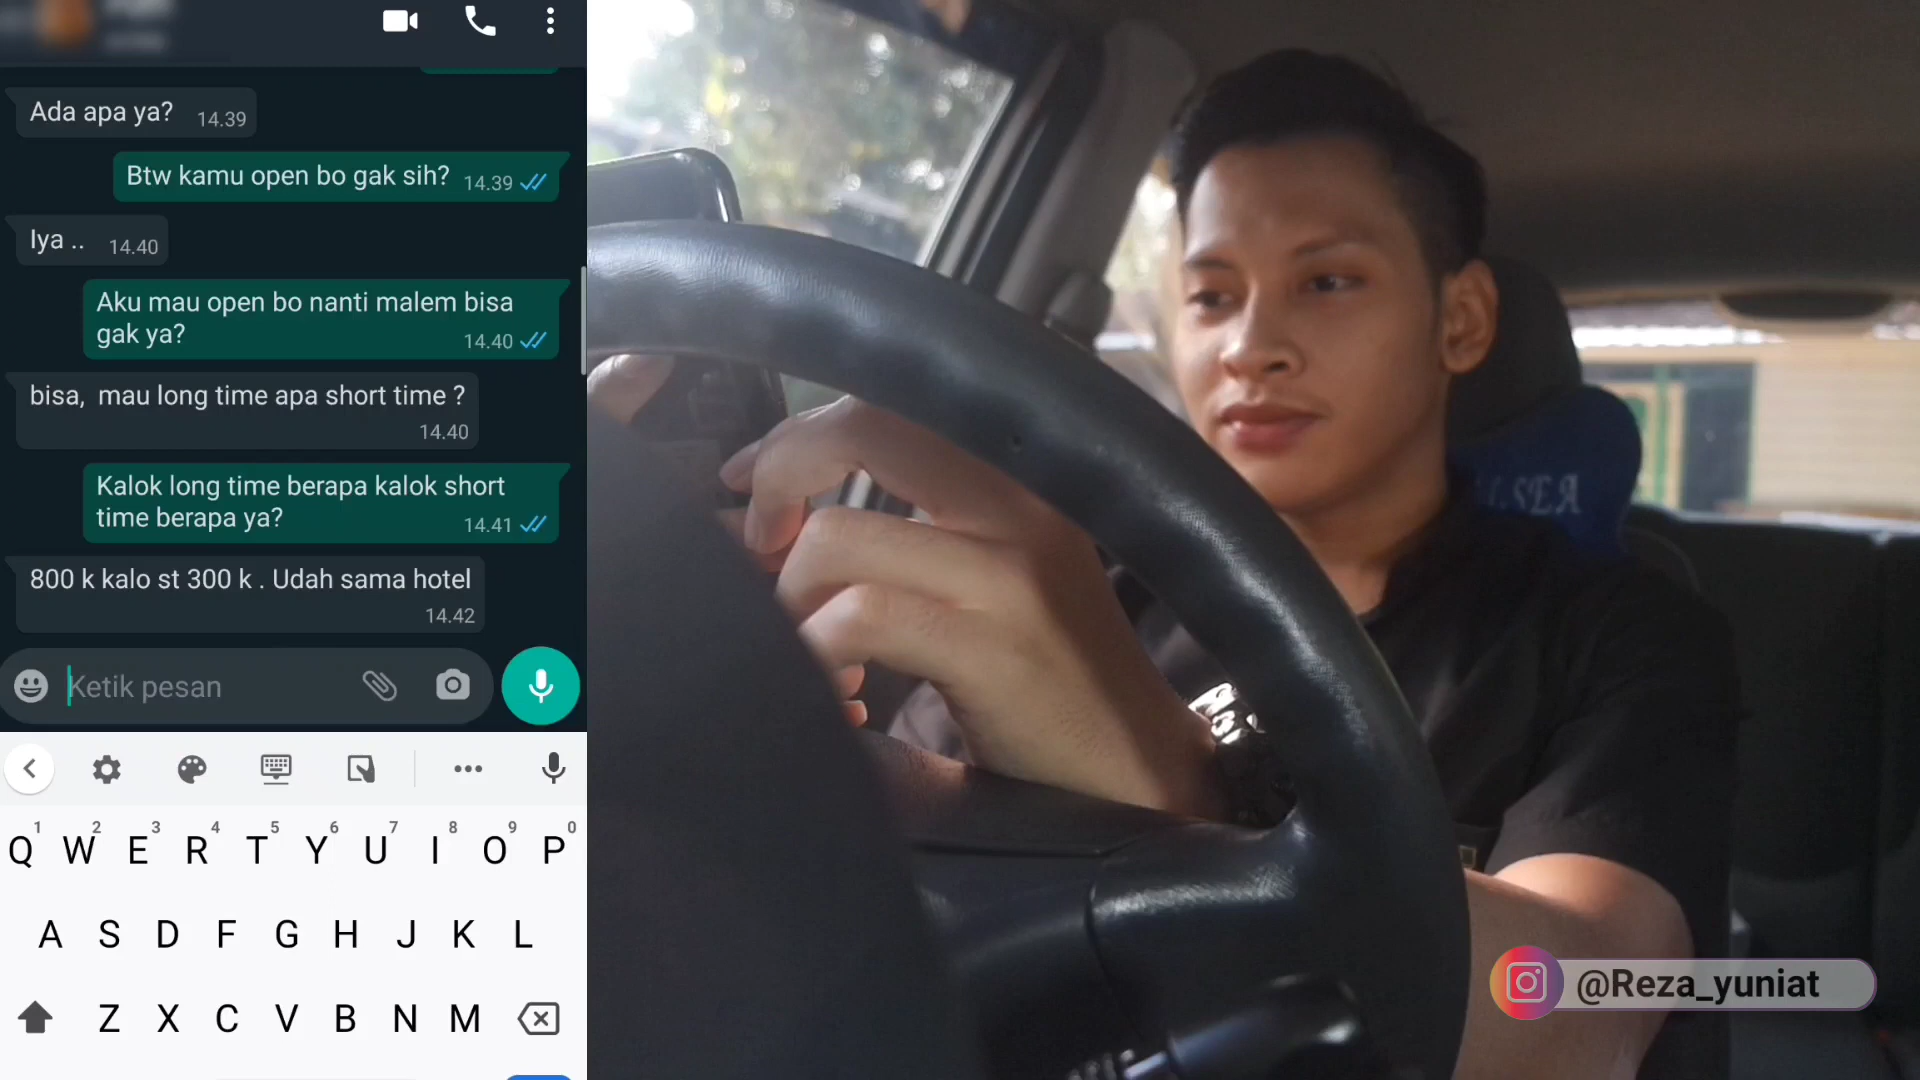 Ada apa ya? 14.39
Btw kamu open bo gak sih? 14.39
Iya .. 14.40
Aku mau open bo nanti malem bisa
gak ya? 14.40
bisa,  mau long time apa short time ?
14.40
Kalok long time berapa kalok short
time berapa ya? 14.41
800 k kalo st 300 k . Udah sama hotel
14.42
Ketik pesan
1 2 3 4 5 6 7 8 9 0
Q W E R T Y U I O P
A S D F G H J K L
Z X C V B N M
@Reza_yuniat